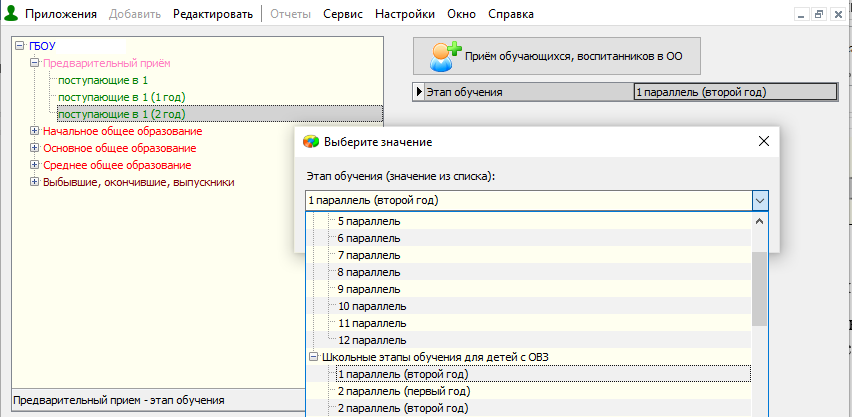 Приложения Добавить Редактировать Отчеты Сервис Настройки Окно Справка
ГБОУ
Предварительный приём
поступающие в 1
поступающие в 1 (1 год)
поступающие в 1 (2 год)
Начальное общее образование
Основное общее образование
Среднее общее образование
Выбывшие, окончившие, выпускники
Предварительный прием - этап обучения
Приём обучающихся, воспитанников в ОО
Этап обучения 1 параллель (второй год)
Выберите значение
Этап обучения (значение из списка):
1 параллель (второй год)
5 параллель
6 параллель
7 параллель
8 параллель
9 параллель
10 параллель
11 параллель
12 параллель
Школьные этапы обучения для детей с ОВЗ
1 параллель (второй год)
2 параллель (первый год)
2 параллель (второй год)